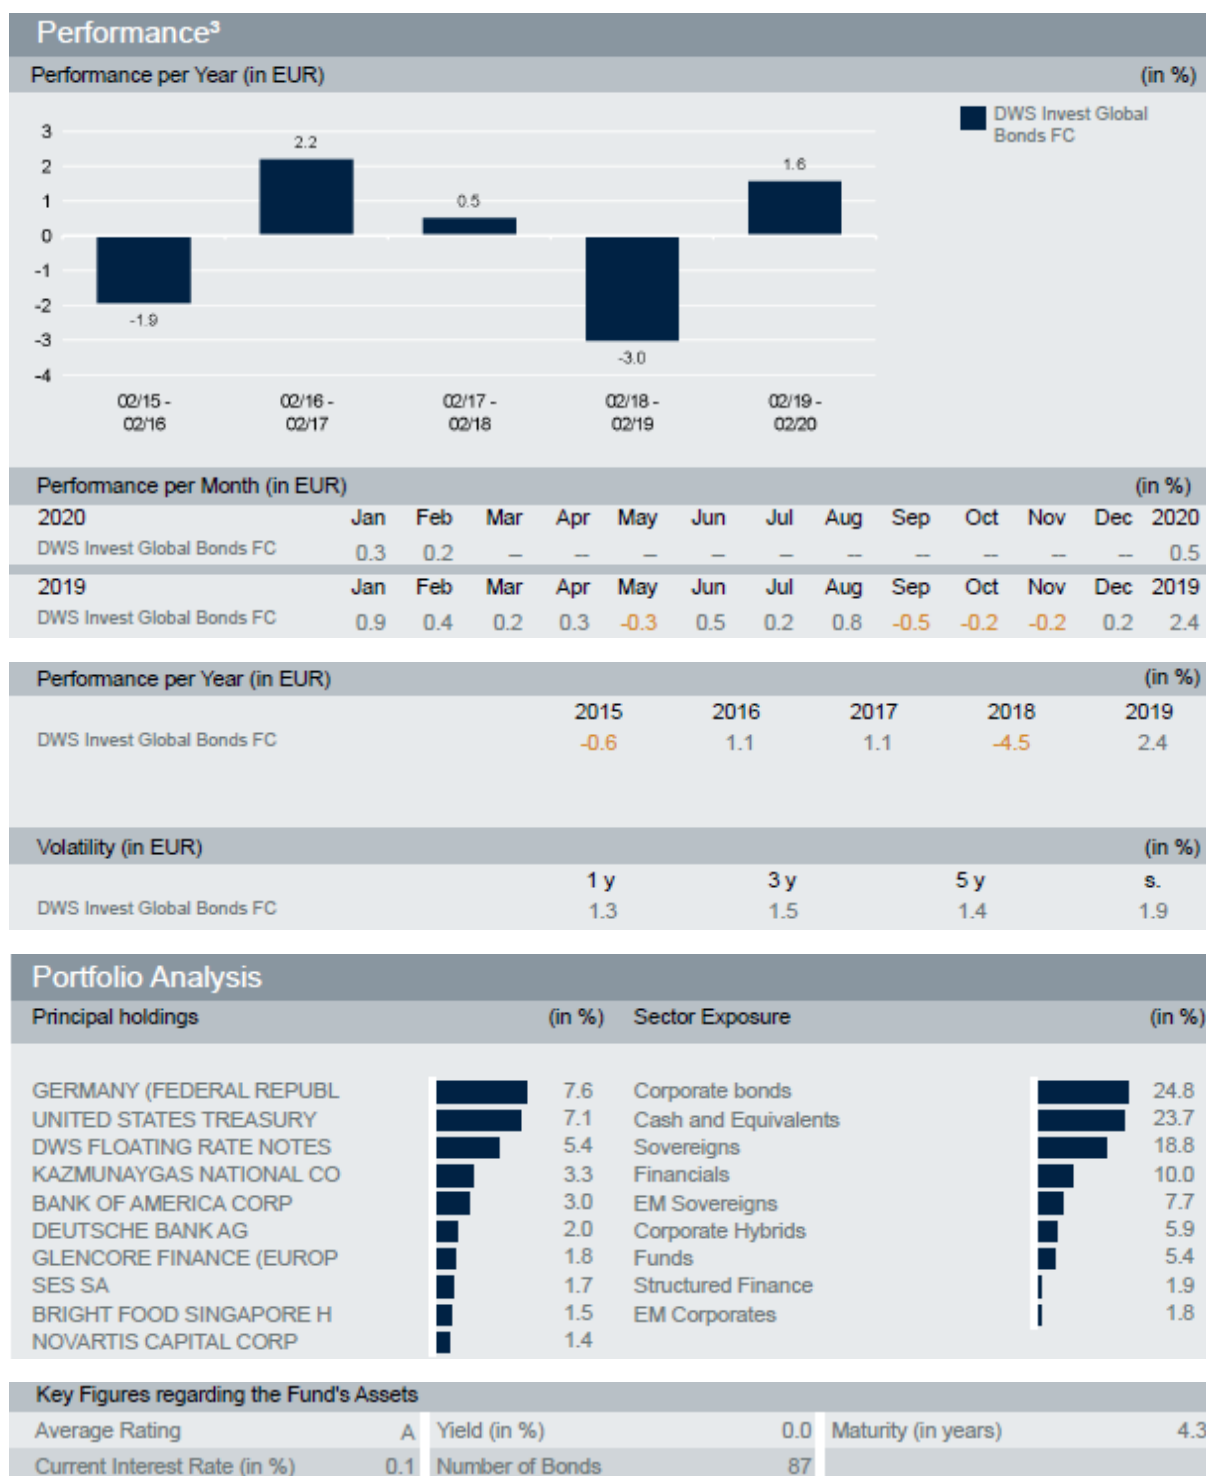 Performance³
Performance per Year (in EUR) (in %)
DWS Invest Global
Bonds FC
3
2
1
0
-1
-2
-3
-4
-1.9
2.2
0.5
-3.0
1.6
02/15 - 02/16 - 02/17 - 02/18 - 02/19 -
02/16 02/17 02/18 02/19 02/20
Performance per Month (in EUR) (in %)
2020 Jan Feb Mar Apr May Jun Jul Aug Sep Oct Nov Dec 2020
DWS Invest Global Bonds FC 0.3 0.2 -- -- -- -- -- -- -- -- -- -- 0.5
2019 Jan Feb Mar Apr May Jun Jul Aug Sep Oct Nov Dec 2019
DWS Invest Global Bonds FC 0.9 0.4 0.2 0.3 -0.3 0.5 0.2 0.8 -0.5 -0.2 -0.2 0.2 2.4
Performance per Year (in EUR) (in %)
2015 2016 2017 2018 2019
DWS Invest Global Bonds FC -0.6 1.1 1.1 -4.5 2.4
Volatility (in EUR) (in %)
1 y 3 y 5 y s.
DWS Invest Global Bonds FC 1.3 1.5 1.4 1.9
Portfolio Analysis
Principal holdings (in %) Sector Exposure (in %)
GERMANY (FEDERAL REPUBL 7.6 Corporate bonds 24.8
UNITED STATES TREASURY 7.1 Cash and Equivalents 23.7
DWS FLOATING RATE NOTES 5.4 Sovereigns 18.8
KAZMUNAYGAS NATIONAL CO 3.3 Financials 10.0
BANK OF AMERICA CORP 3.0 EM Sovereigns 7.7
DEUTSCHE BANK AG 2.0 Corporate Hybrids 5.9
GLENCORE FINANCE (EUROP 1.8 Funds 5.4
SES SA 1.7 Structured Finance 1.9
BRIGHT FOOD SINGAPORE H 1.5 EM Corporates 1.8
NOVARTIS CAPITAL CORP 1.4
Key Figures regarding the Fund's Assets
Average Rating A Yield (in %) 0.0 Maturity (in years) 4.3
Current Interest Rate (in %) 0.1 Number of Bonds 87